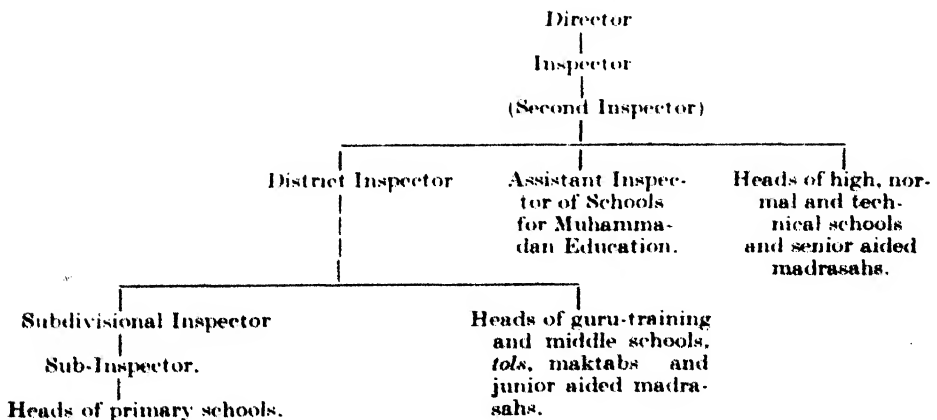 Director
Inspector
(Second Inspector)
District Inspector
Assistant Inspec-
tor of Schools
for Muhamma-
dan Education.
Heads of high, nor-
mal and tech-
nical schools
and senior aided
madrasahs.
Subdivisional Inspector
Sub-Inspector.
Heads of primary schools.
Heads of guru-training
and middle schools,
tols, maktabs and
junior aided madra-
sahs.